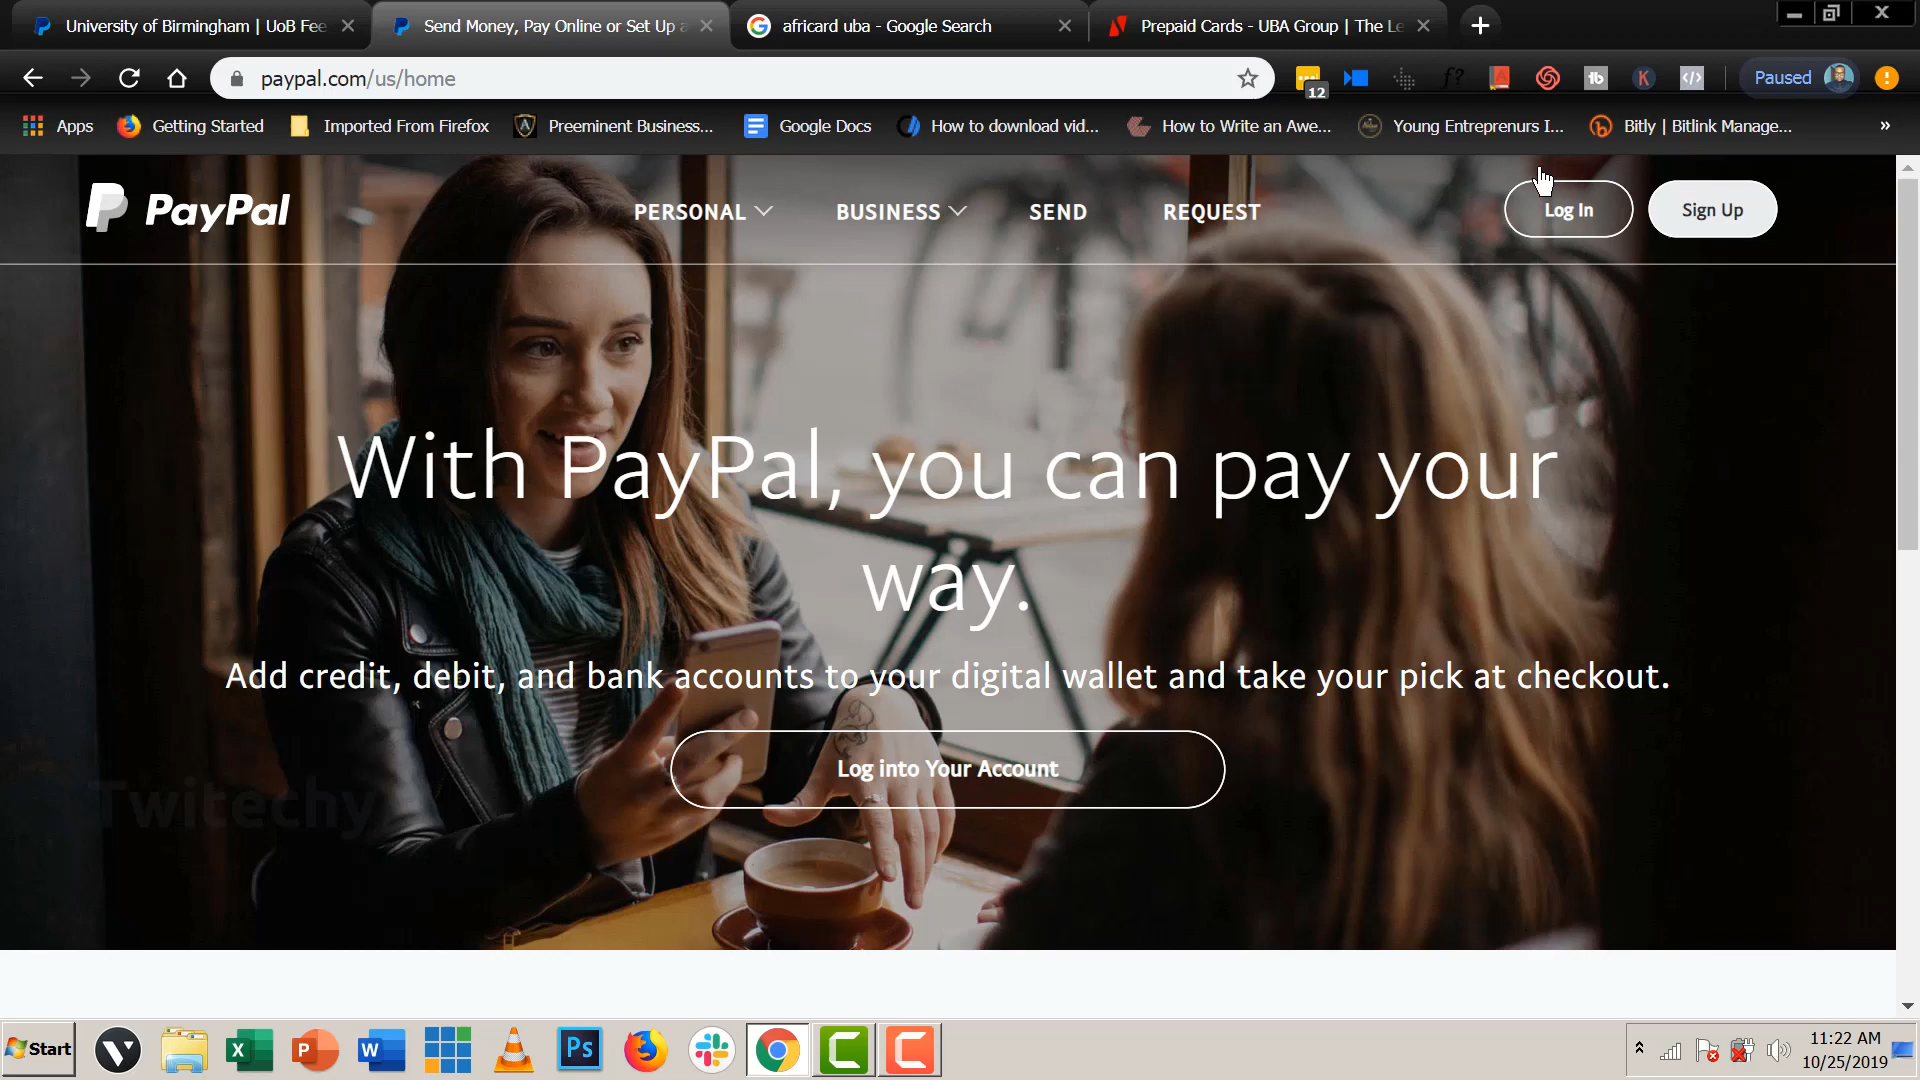 University of Birmingham | UoB Fee
Send Money, Pay Online or Set Up a
africard uba - Google Search
Prepaid Cards - UBA Group | The Le
paypal.com/us/home
12
f?
tb
K
Paused
Apps
Getting Started
Imported From Firefox
Preeminent Business...
Google Docs
How to download vid...
How to Write an Awe...
Young Entreprenurs I...
Bitly | Bitlink Manage...
»
PayPal
PERSONAL
BUSINESS
SEND
REQUEST
Log In
Sign Up
With PayPal, you can pay your
way.
Add credit, debit, and bank accounts to your digital wallet and take your pick at checkout.
Log into Your Account
Twitechy
Start
Ps
11:22 AM
10/25/2019